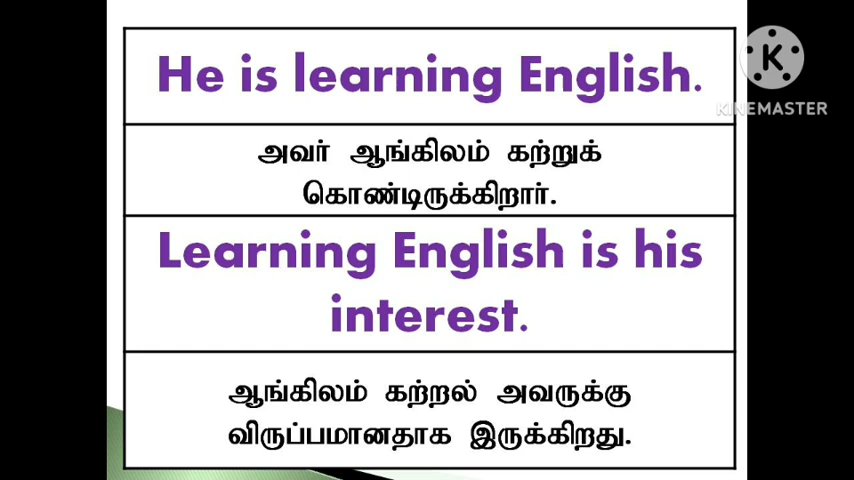 He is learning English.
அவர் ஆங்கிலம் கற்றுக்
கொண்டிருக்கிறார்.
Learning English is his
interest.
ஆங்கிலம் கற்றல் அவருக்கு
விருப்பமானதாக இருக்கிறது.
K
KINEMASTER